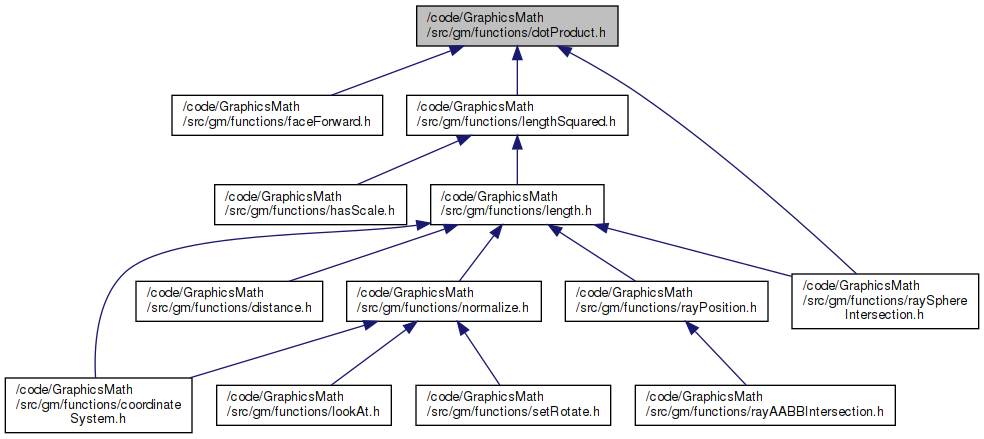 /code/GraphicsMath
/src/gm/functions/dotProduct.h
/code/GraphicsMath
/src/gm/functions/faceForward.h
/code/GraphicsMath
/src/gm/functions/lengthSquared.h
/code/GraphicsMath
/src/gm/functions/hasScale.h
/code/GraphicsMath
/src/gm/functions/length.h
/code/GraphicsMath
/src/gm/functions/distance.h
/code/GraphicsMath
/src/gm/functions/normalize.h
/code/GraphicsMath
/src/gm/functions/rayPosition.h
/code/GraphicsMath
/src/gm/functions/raySphere
Intersection.h
/code/GraphicsMath
/src/gm/functions/coordinate
System.h
/code/GraphicsMath
/src/gm/functions/lookAt.h
/code/GraphicsMath
/src/gm/functions/setRotate.h
/code/GraphicsMath
/src/gm/functions/rayAABBIntersection.h